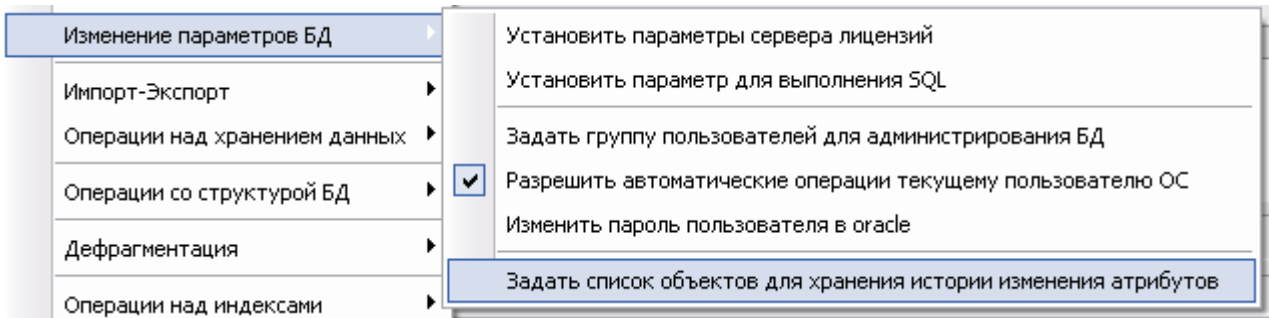 Изменение параметров БД
Импорт-Экспорт
Операции над хранением данных
Операции со структурой БД
Дефрагментация
Операции над индексами
Установить параметры сервера лицензий
Установить параметр для выполнения SQL
Задать группу пользователей для администрирования БД
Разрешить автоматические операции текущему пользователю ОС
Изменить пароль пользователя в oracle
Задать список объектов для хранения истории изменения атрибутов